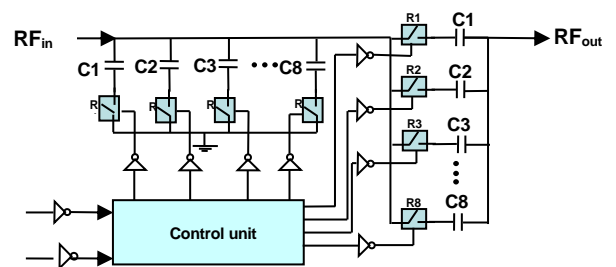 R1 C1
RFin RFout
C1 C2 C3 ••• C8
R2 C2
R R R R
R3 C3
R8 C8
Control unit